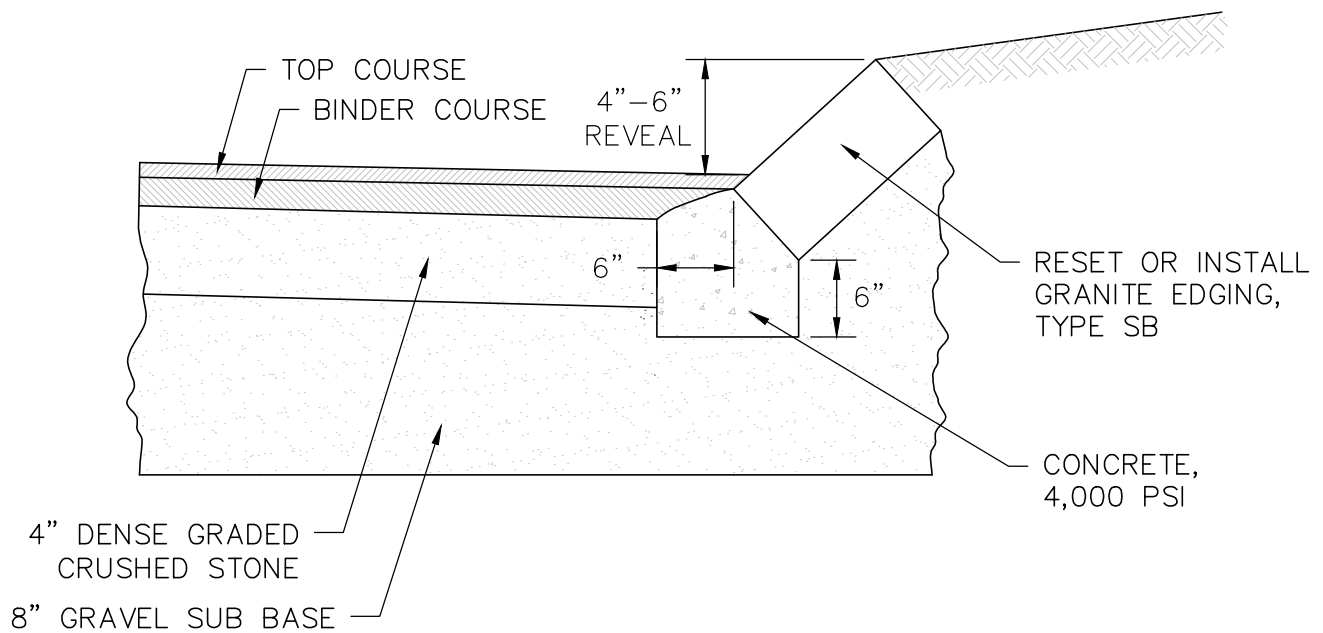 TOP COURSE
BINDER COURSE
4”–6”
REVEAL
6”
6”
RESET OR INSTALL
GRANITE EDGING,
TYPE SB
CONCRETE,
4,000 PSI
4” DENSE GRADED
CRUSHED STONE
8” GRAVEL SUB BASE